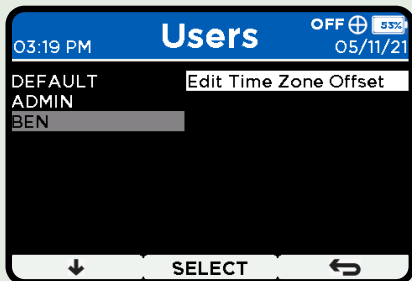 OFF 53%
03:19 PM Users 05/11/21
DEFAULT Edit Time Zone Offset
ADMIN
BEN
SELECT